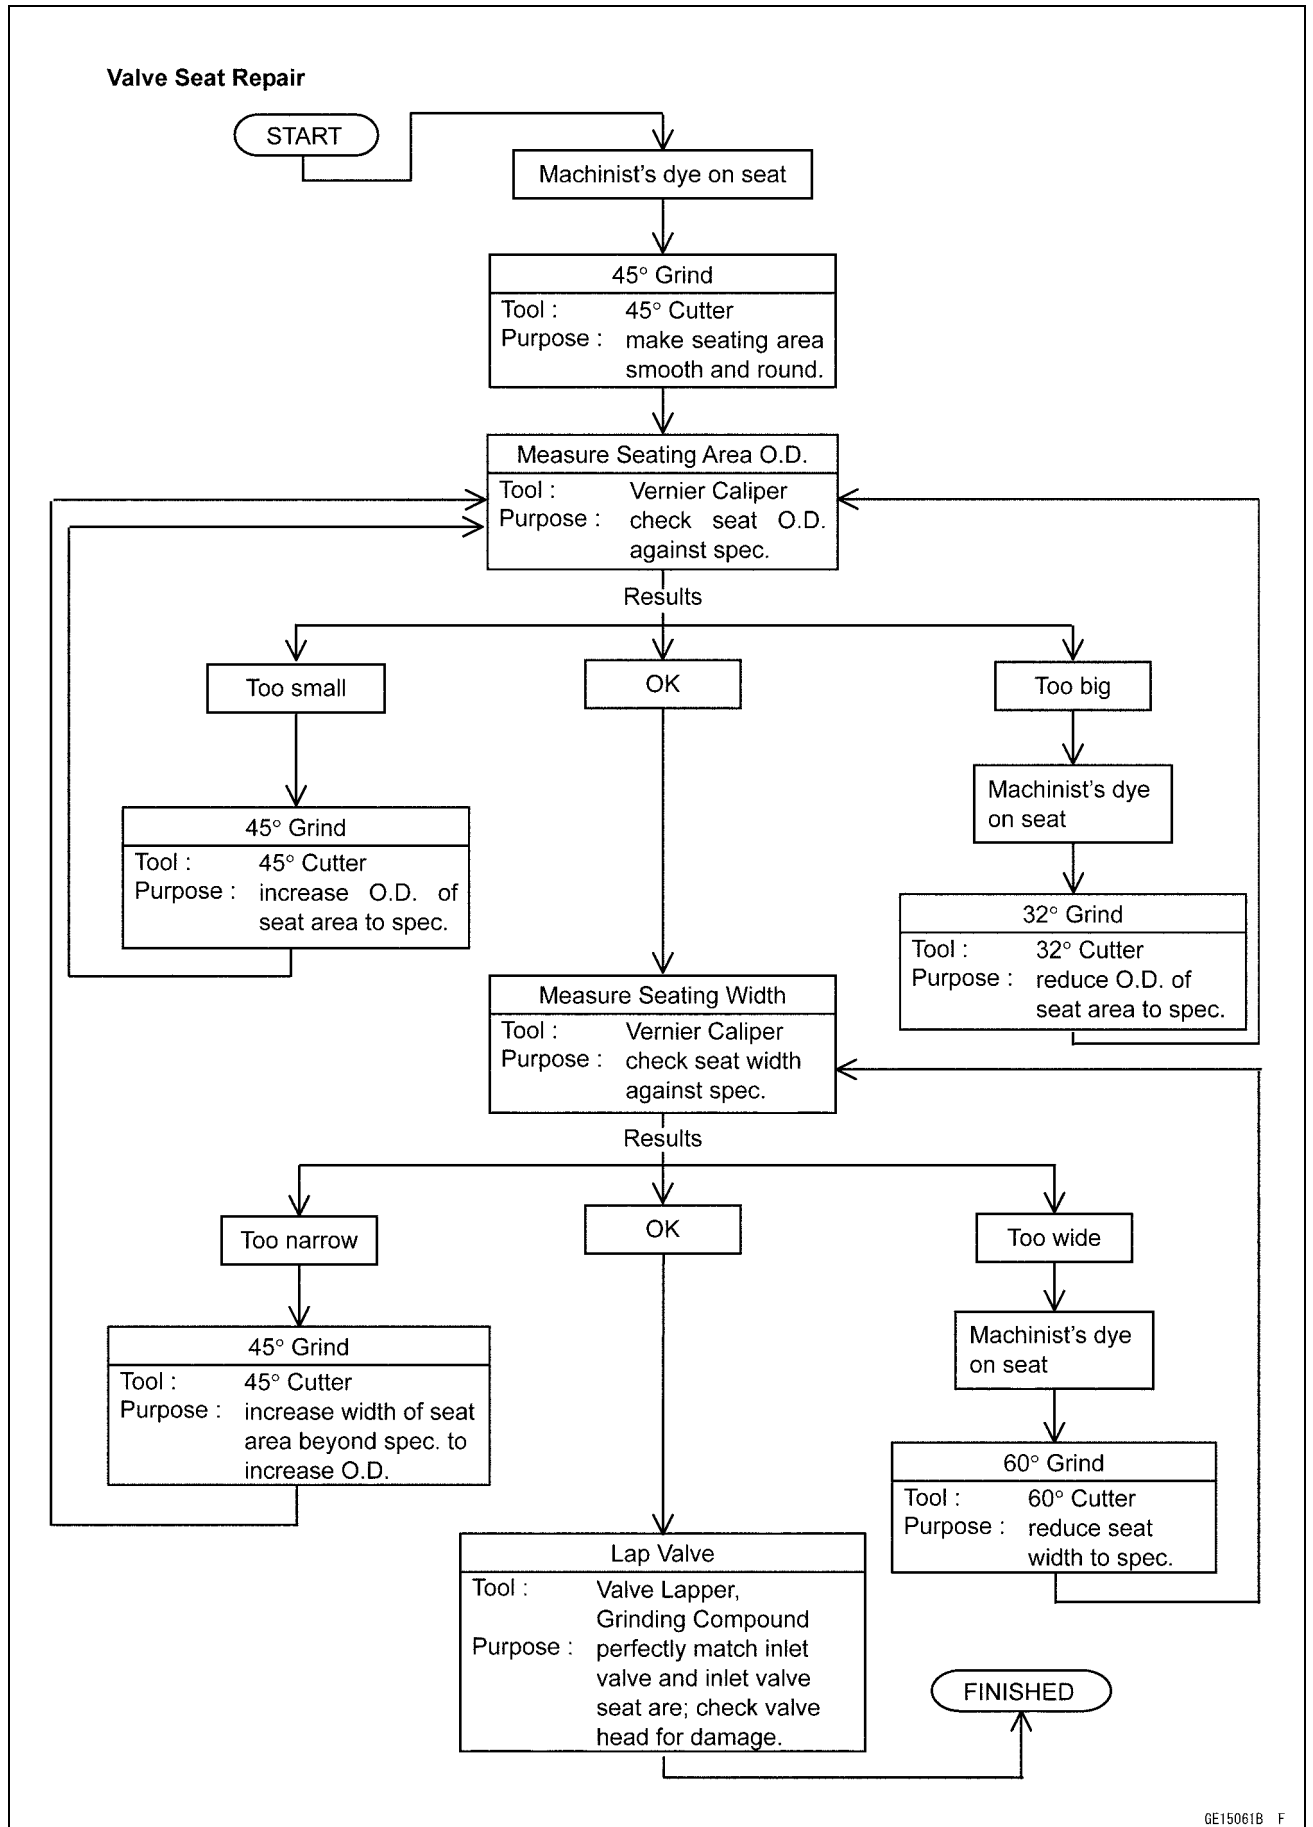 Valve Seat Repair
START
Machinist's dye on seat
45° Grind
Tool : 45° Cutter
Purpose : make seating area
smooth and round.
Measure Seating Area O.D.
Tool : Vernier Caliper
Purpose : check seat O.D.
against spec.
Results
Too small
OK
Too big
Machinist's dye
on seat
45° Grind
Tool : 45° Cutter
Purpose : increase O.D. of
seat area to spec.
32° Grind
Tool : 32° Cutter
Purpose : reduce O.D. of
seat area to spec.
Measure Seating Width
Tool : Vernier Caliper
Purpose : check seat width
against spec.
Results
Too narrow
OK
Too wide
Machinist's dye
on seat
45° Grind
Tool : 45° Cutter
Purpose : increase width of seat
area beyond spec. to
increase O.D.
60° Grind
Tool : 60° Cutter
Purpose : reduce seat
width to spec.
Lap Valve
Tool : Valve Lapper,
Grinding Compound
Purpose : perfectly match inlet
valve and inlet valve
seat are; check valve
head for damage.
FINISHED
GE15061B F